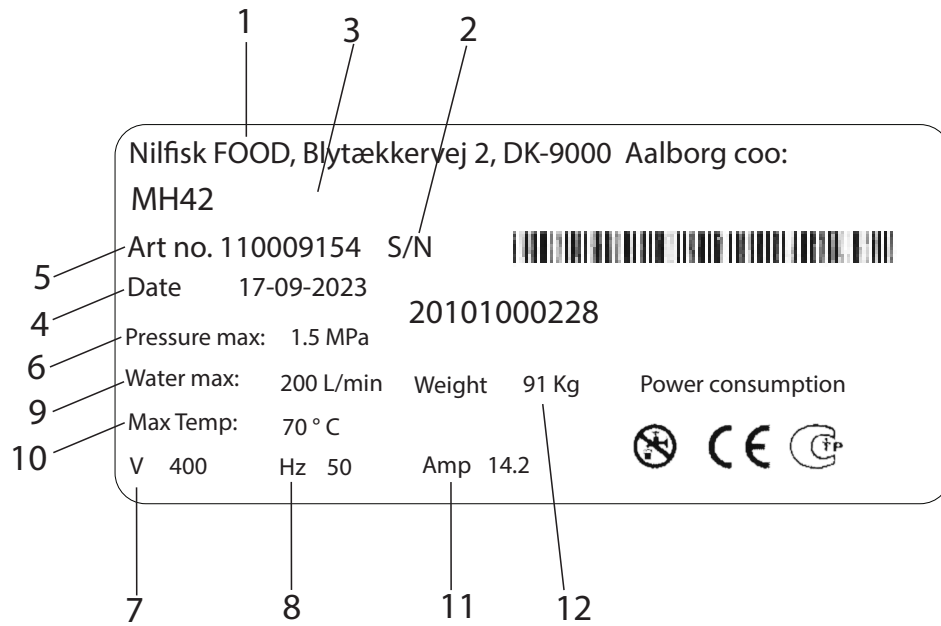 1
3
2
Nilfisk FOOD, Blytækkervej 2, DK-9000 Aalborg coo:
MH42
5
Art no. 110009154 S/N
4
Date 17-09-2023
20101000228
6
Pressure max: 1.5 MPa
9
Water max: 200 L/min Weight 91 Kg Power consumption
10
Max Temp: 70 ° C
CE
V 400 Hz 50 Amp 14.2
7
8
11
12